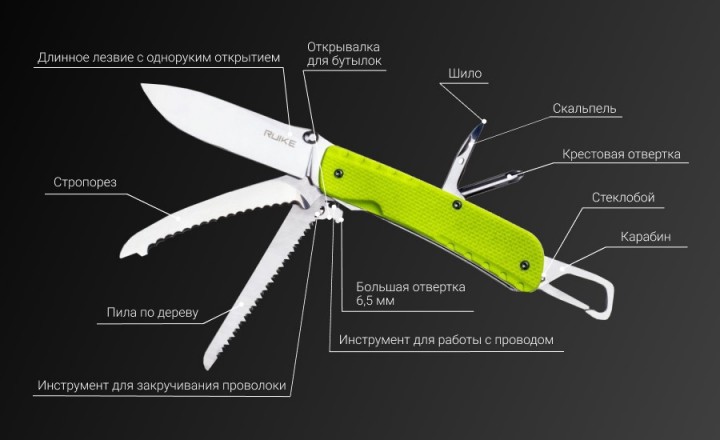 Открывалка
для бутылок
Длинное лезвие с одноруким открытием
Шило
Скальпель
RUIKE
Крестовая отвертка
Стропорез
Стеклобой
Карабин
Большая отвертка
6,5 мм
Пила по дереву
Инструмент для работы с проводом
Инструмент для закручивания проволоки